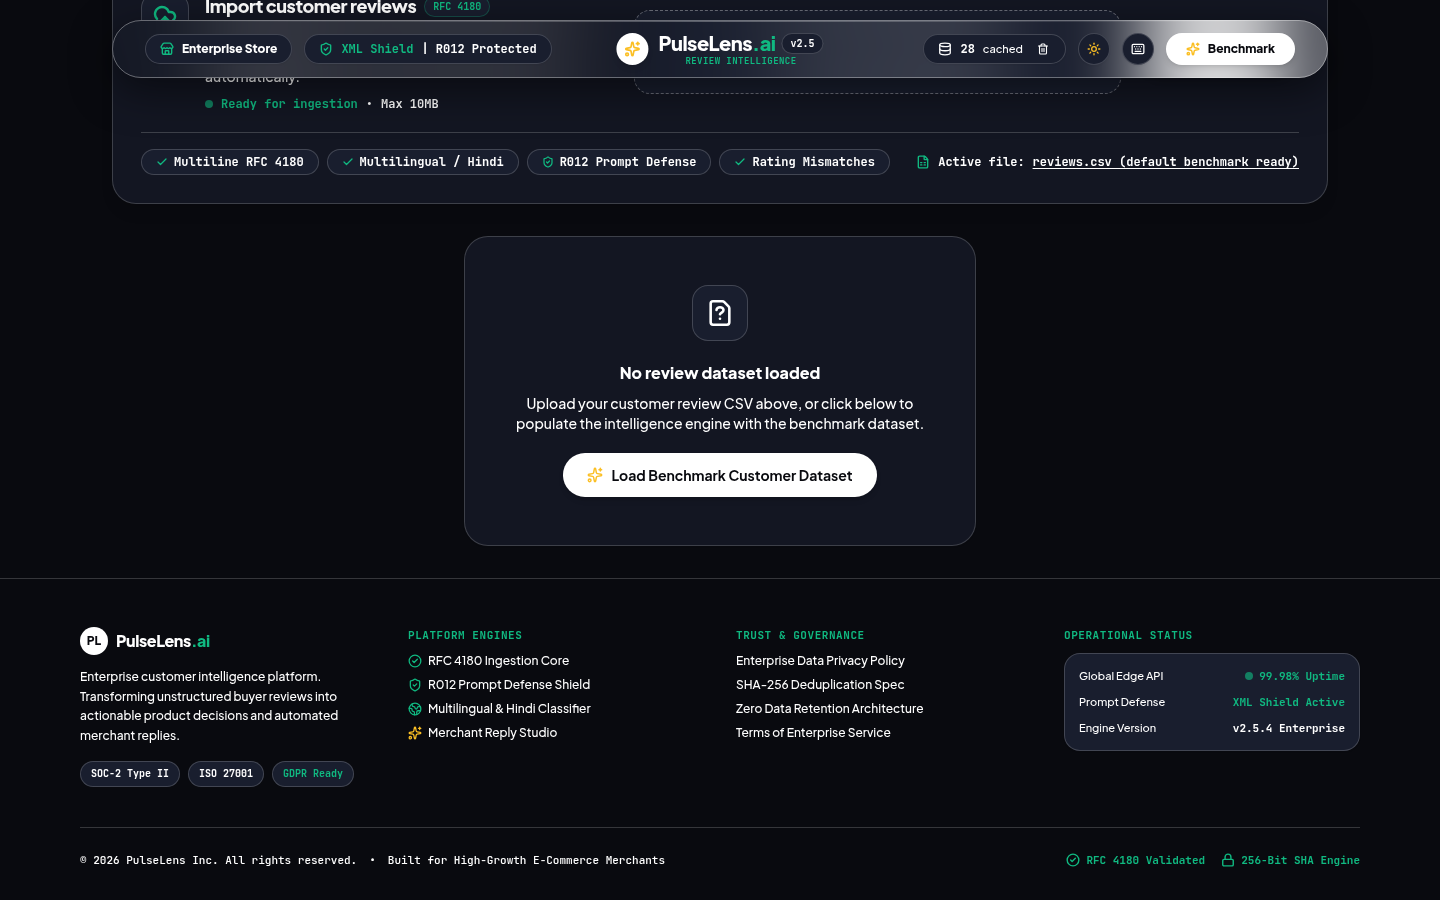 Import customer reviews RFC 4180
Enterprise Store
XML Shield | R012 Protected
PulseLens.ai v2.5
REVIEW INTELLIGENCE
28 cached
Benchmark
automatically.
Ready for ingestion • Max 10MB
Multiline RFC 4180
Multilingual / Hindi
R012 Prompt Defense
Rating Mismatches
Active file: reviews.csv (default benchmark ready)
No review dataset loaded
Upload your customer review CSV above, or click below to
populate the intelligence engine with the benchmark dataset.
Load Benchmark Customer Dataset
PL PulseLens.ai
Enterprise customer intelligence platform.
Transforming unstructured buyer reviews into
actionable product decisions and automated
merchant replies.
SOC-2 Type II
ISO 27001
GDPR Ready
PLATFORM ENGINES
RFC 4180 Ingestion Core
R012 Prompt Defense Shield
Multilingual & Hindi Classifier
Merchant Reply Studio
TRUST & GOVERNANCE
Enterprise Data Privacy Policy
SHA-256 Deduplication Spec
Zero Data Retention Architecture
Terms of Enterprise Service
OPERATIONAL STATUS
Global Edge API 99.98% Uptime
Prompt Defense XML Shield Active
Engine Version v2.5.4 Enterprise
© 2026 PulseLens Inc. All rights reserved. • Built for High-Growth E-Commerce Merchants
RFC 4180 Validated
256-Bit SHA Engine